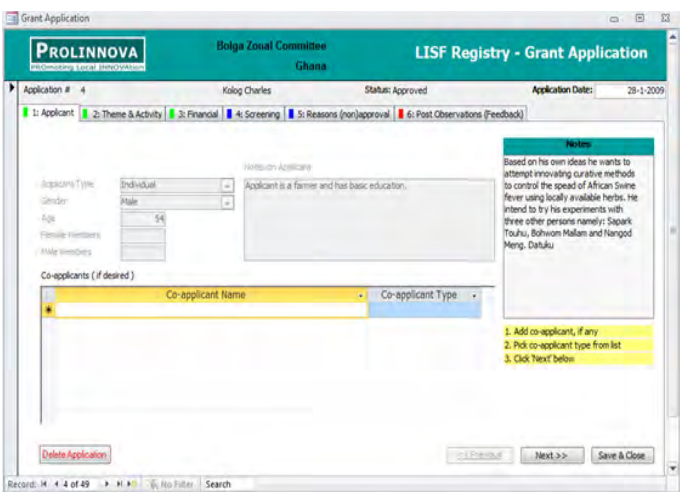 Grant Application
PROLINNOVA
PROmoting Local INNOVAtion
Bolga Zonal Committee
Ghana
LISF Registry - Grant Application
Application # 4 Kolog Charles Status: Approved Application Date: 28-1-2009
1: Applicant 2: Theme & Activity 3: Financial 4: Screening 5: Reasons (non)approval 6: Post Observations (Feedback)
Notes on Applicant
Applicant Type Individual
Gender Male
Age 54
Female Members
Male Members
Applicant is a farmer and has basic education.
Notes
Based on his own ideas he wants to
attempt innovating curative methods
to control the spead of African Swine
fever using locally available herbs. He
intend to try his experiments with
three other persons namely: Sapark
Touhu, Bohwom Mallam and Nangod
Meng. Datuku
Co-applicants ( if desired )
Co-applicant Name Co-applicant Type
1. Add co-applicant, if any
2. Pick co-applicant type from list
3. Click 'Next' below
Delete Application << Previous Next >> Save & Close
Record: 4 of 49 No Filter Search